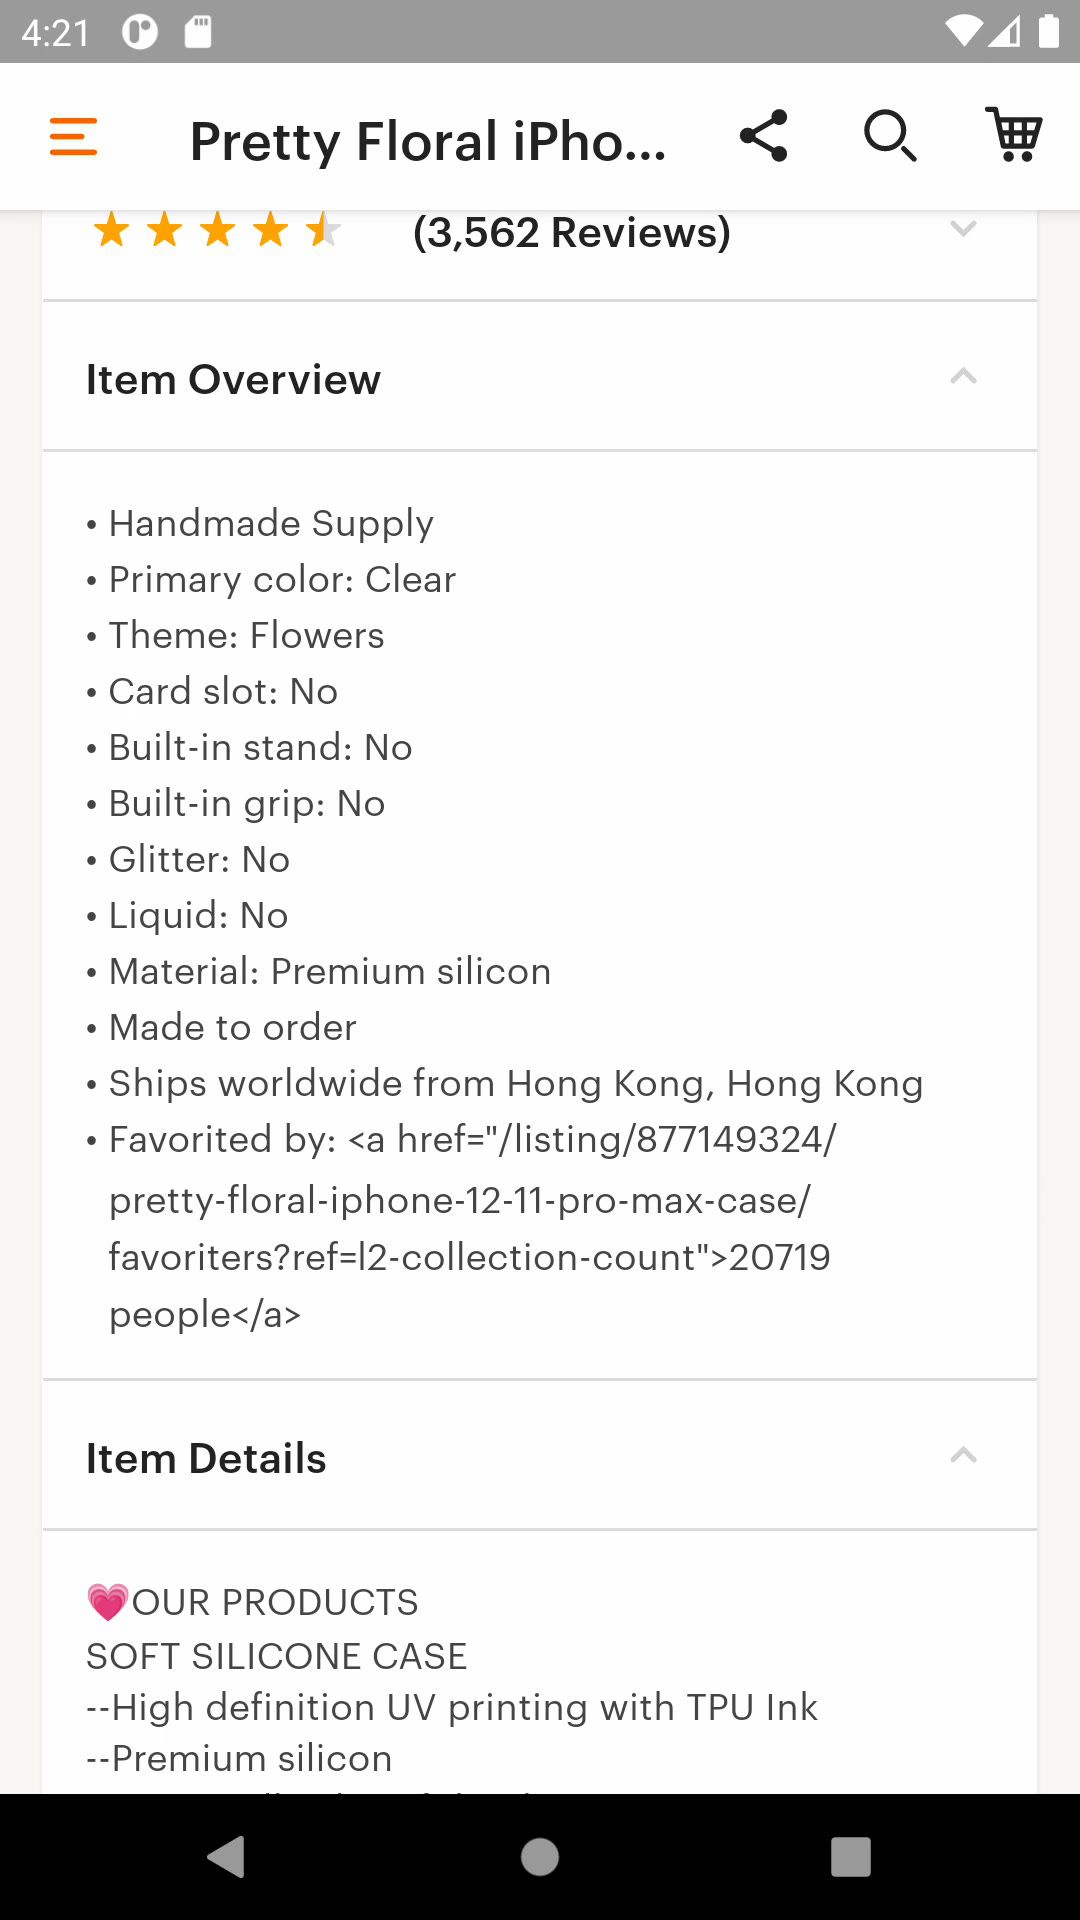 4:21
Pretty Floral iPho...
(3,562 Reviews)
Item Overview
• Handmade Supply
• Primary color: Clear
• Theme: Flowers
• Card slot: No
• Built-in stand: No
• Built-in grip: No
• Glitter: No
• Liquid: No
• Material: Premium silicon
• Made to order
• Ships worldwide from Hong Kong, Hong Kong
• Favorited by: <a href="/listing/877149324/
pretty-floral-iphone-12-11-pro-max-case/
favoriters?ref=l2-collection-count">20719
people</a>
Item Details
💗OUR PRODUCTS
SOFT SILICONE CASE
--High definition UV printing with TPU Ink
--Premium silicon